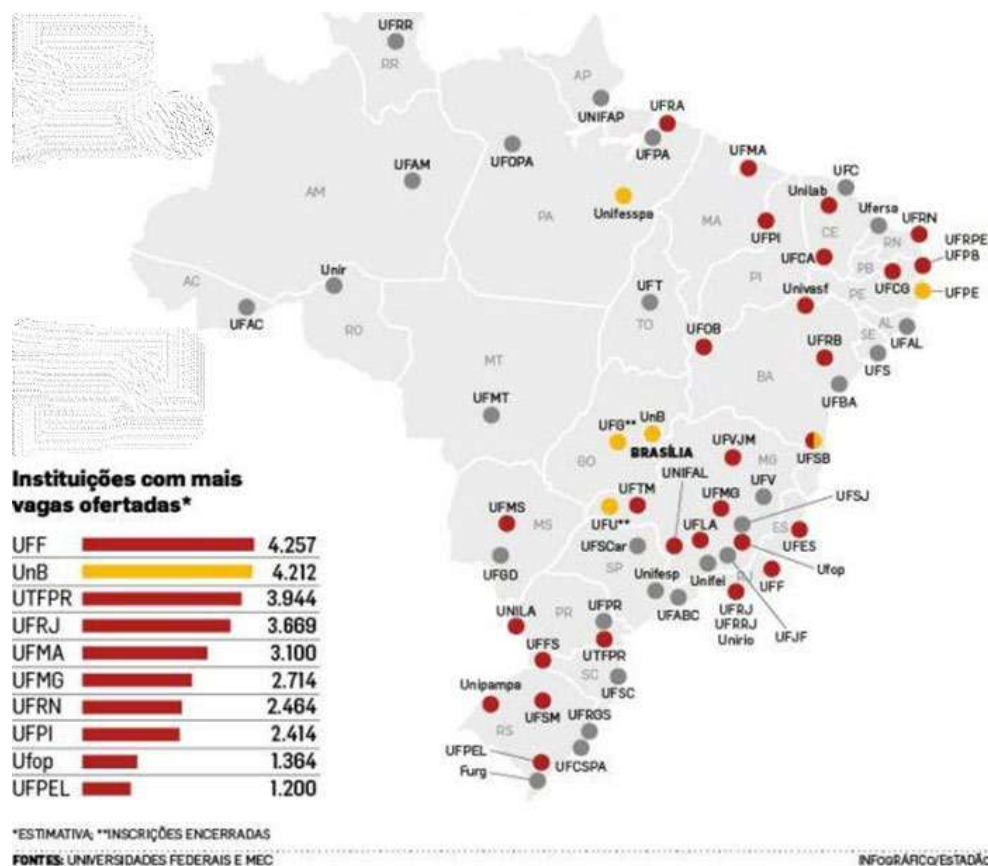 UFRR
RR
AP
UNIFAP
UFRA
UFPA
UFOPA
UFAM
AM
PA
Unifesspa
UFMA
MA
UFPI
UFC
Unilab
CE
Ufersa
UFRN
RN
UFRPE
UFPB
UFCA
PB
UFCG
PE
UFPE
PI
Univasf
AL
UFAL
SE
UFS
AC
UFAC
Unir
RO
UFT
TO
UFOB
UFRB
BA
UFBA
MT
UFMT
UFG**
UnB
BRASÍLIA
GO
UFVJM
MG
UFSB
UNIFAL
UFV
UFSJ
UFMS
MS
UFTM
UFU**
UFMG
UFLA
ES
UFES
UFSCar
SP
Ufop
UFGD
Unifesp
Unifei
RJ
UFF
UFABC
UFRJ
UFRRJ
Unirio
UFJF
UNILA
PR
UFPR
UTFPR
UFFS
SC
UFSC
Unipampa
UFSM
RS
UFRGS
UFPEL
UFCSPA
Furg
Instituições com mais
vagas ofertadas*
UFF 4.257
UnB 4.212
UTFPR 3.944
UFRJ 3.669
UFMA 3.100
UFMG 2.714
UFRN 2.464
UFPI 2.414
Ufop 1.364
UFPEL 1.200
*ESTIMATIVA; **INSCRIÇÕES ENCERRADAS
FONTES: UNIVERSIDADES FEDERAIS E MEC
INFOGRÁFICO/ESTADÃO